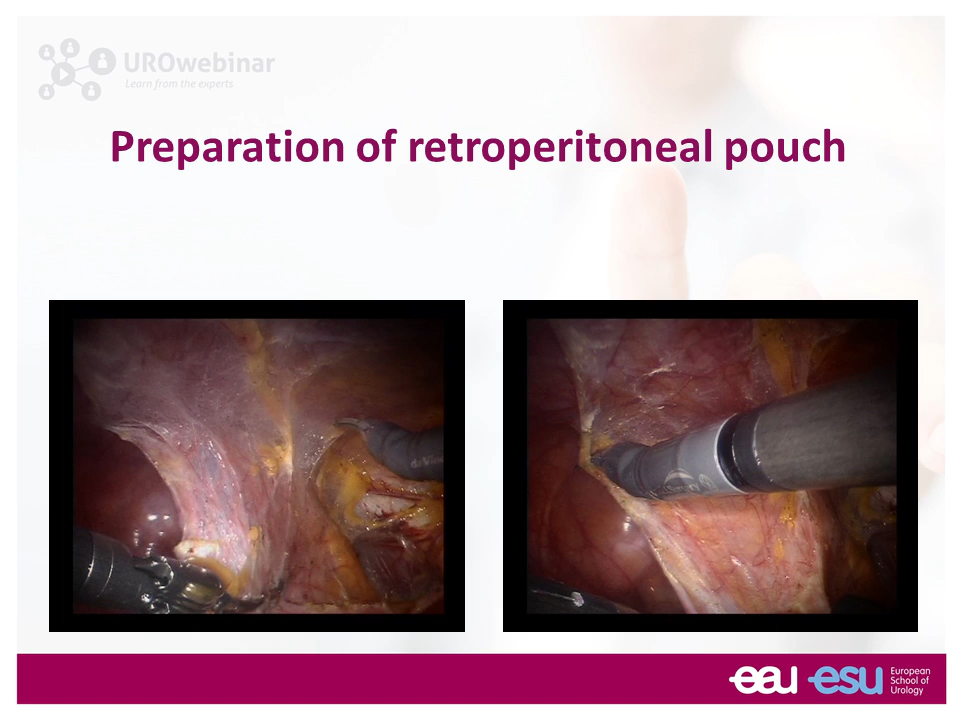 UROwebinar
Learn from the experts
Preparation of retroperitoneal pouch
eau
esu
European
School of
Urology